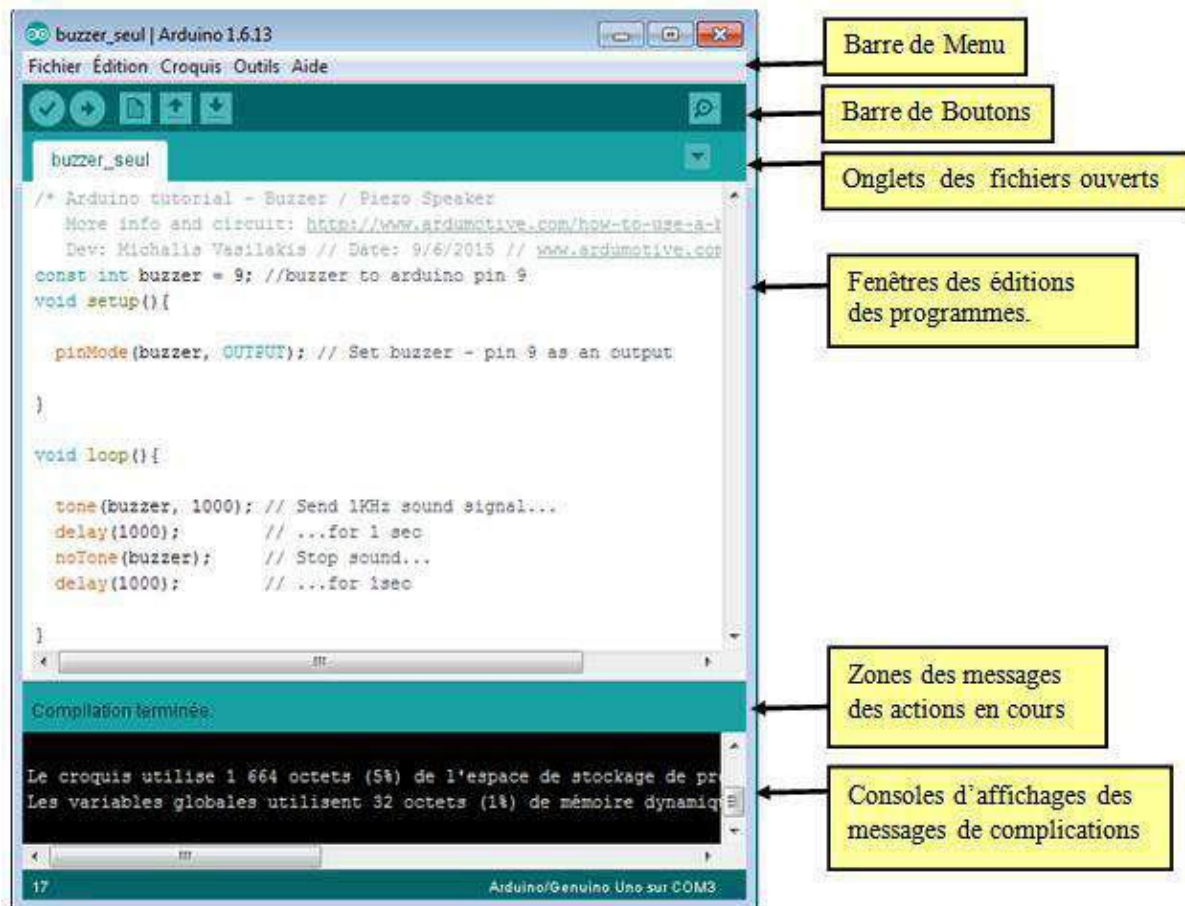 buzzer_seul | Arduino 1.6.13
Fichier Édition Croquis Outils Aide
buzzer_seul
/* Arduino tutorial - Buzzer / Piezo Speaker
More info and circuit: http://www.ardumotive.com/how-to-use-a-
Dev: Michalis Vasilakis // Date: 9/6/2015 // www.ardumotive.com
const int buzzer = 9; //buzzer to arduino pin 9
void setup(){
pinMode(buzzer, OUTPUT); // Set buzzer - pin 9 as an output
}
void loop(){
tone(buzzer, 1000); // Send 1KHz sound signal...
delay(1000); // ...for 1 sec
noTone(buzzer); // Stop sound...
delay(1000); // ...for 1sec
}
Compilation terminée.
Le croquis utilise 1 664 octets (5%) de l'espace de stockage de pr
Les variables globales utilisent 32 octets (1%) de mémoire dynamiq
17
Arduino/Genuino Uno sur COM3
Barre de Menu
Barre de Boutons
Onglets des fichiers ouverts
Fenêtres des éditions
des programmes.
Zones des messages
des actions en cours
Consoles d'affichages des
messages de complications